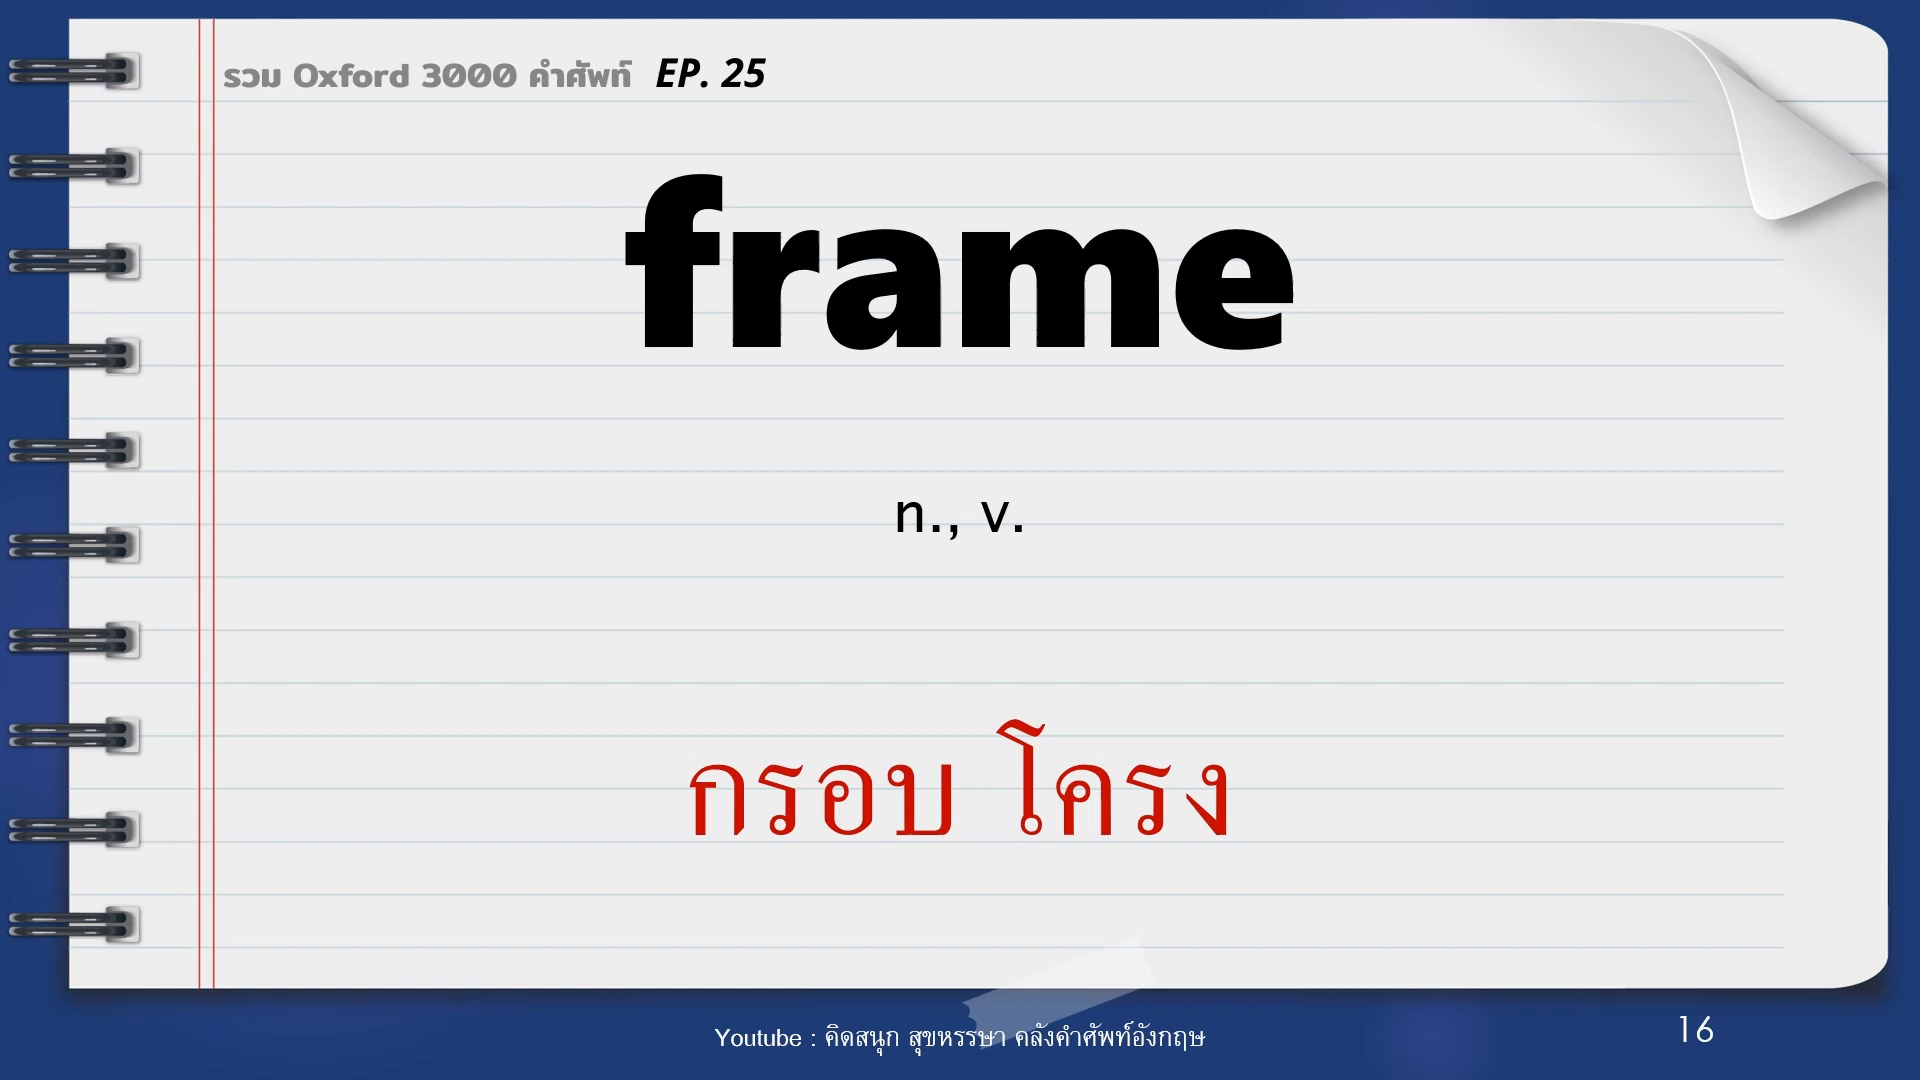 รวม Oxford 3000 คำศัพท์ EP. 25
frame
n., v.
กรอบ โครง
Youtube : คิดสนุก สุขหรรษา คลังคำศัพท์อังกฤษ
16